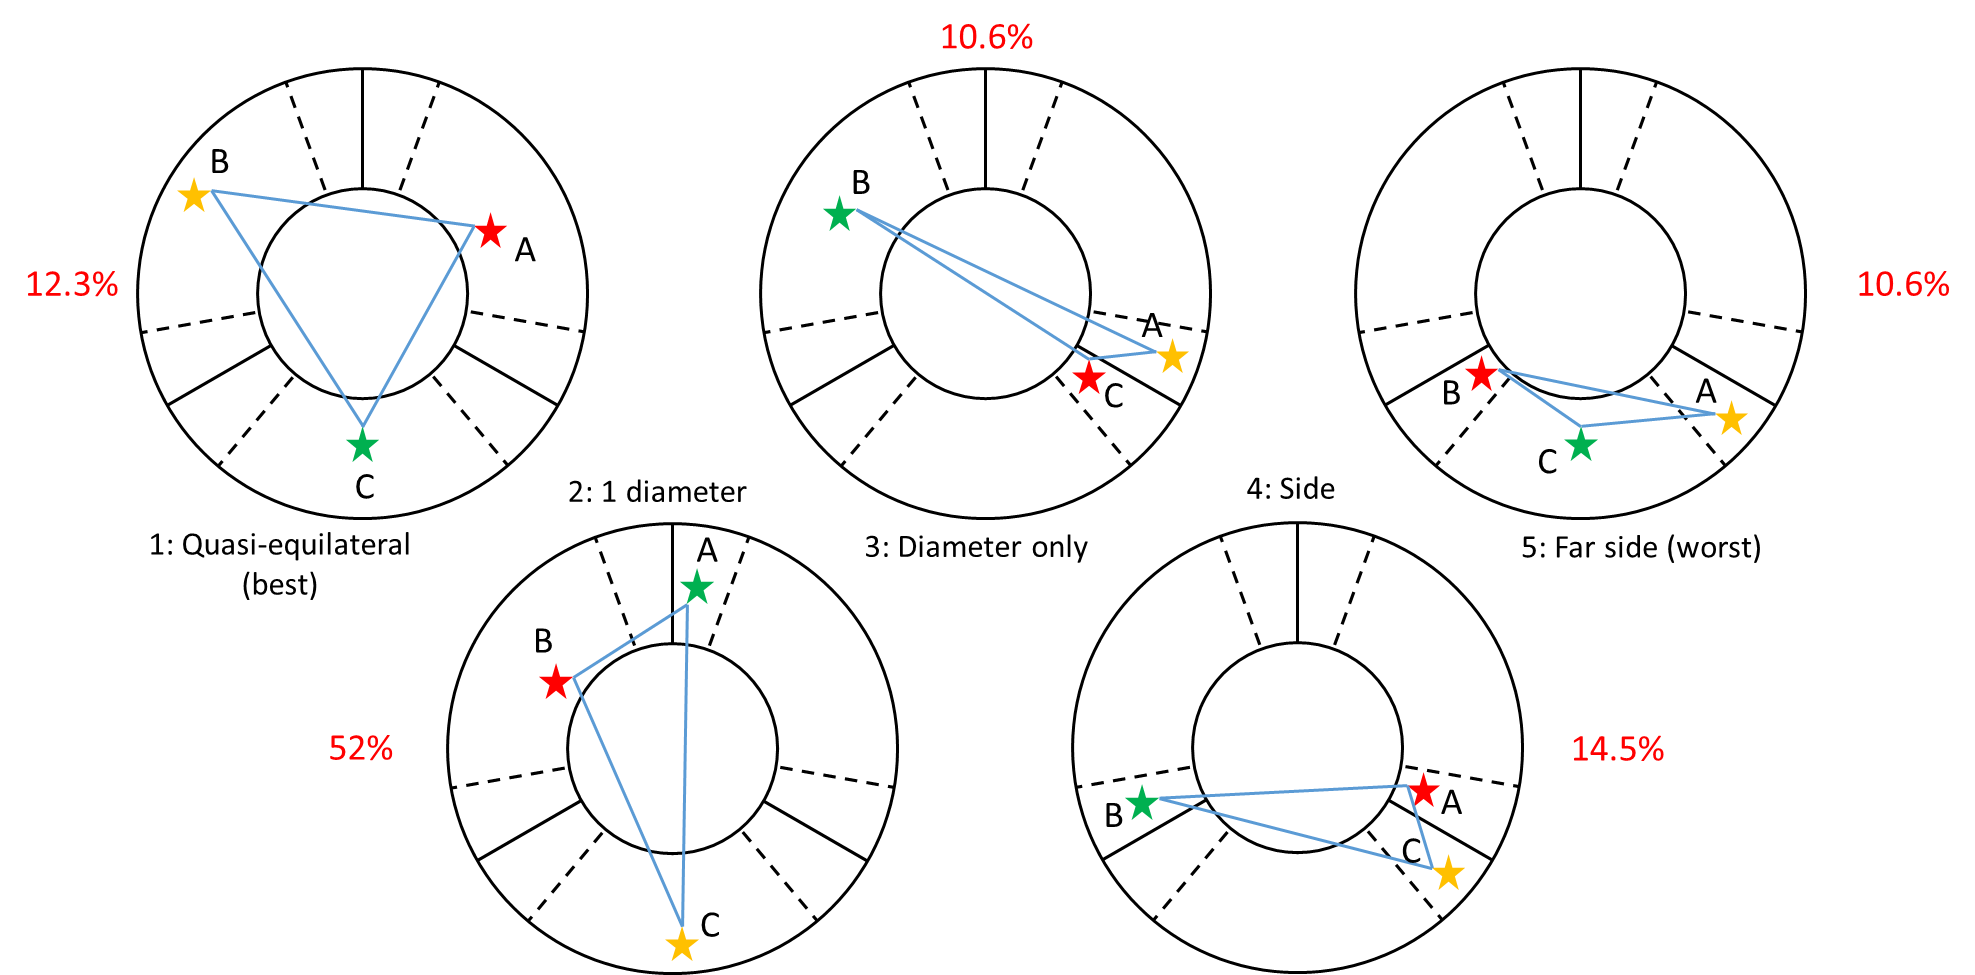 10.6%
B
A
12.3%
C
1: Quasi-equilateral
(best)
2: 1 diameter
A
B
52%
C
B
A
C
3: Diameter only
4: Side
B
A
C
14.5%
10.6%
A
B
C
5: Far side (worst)